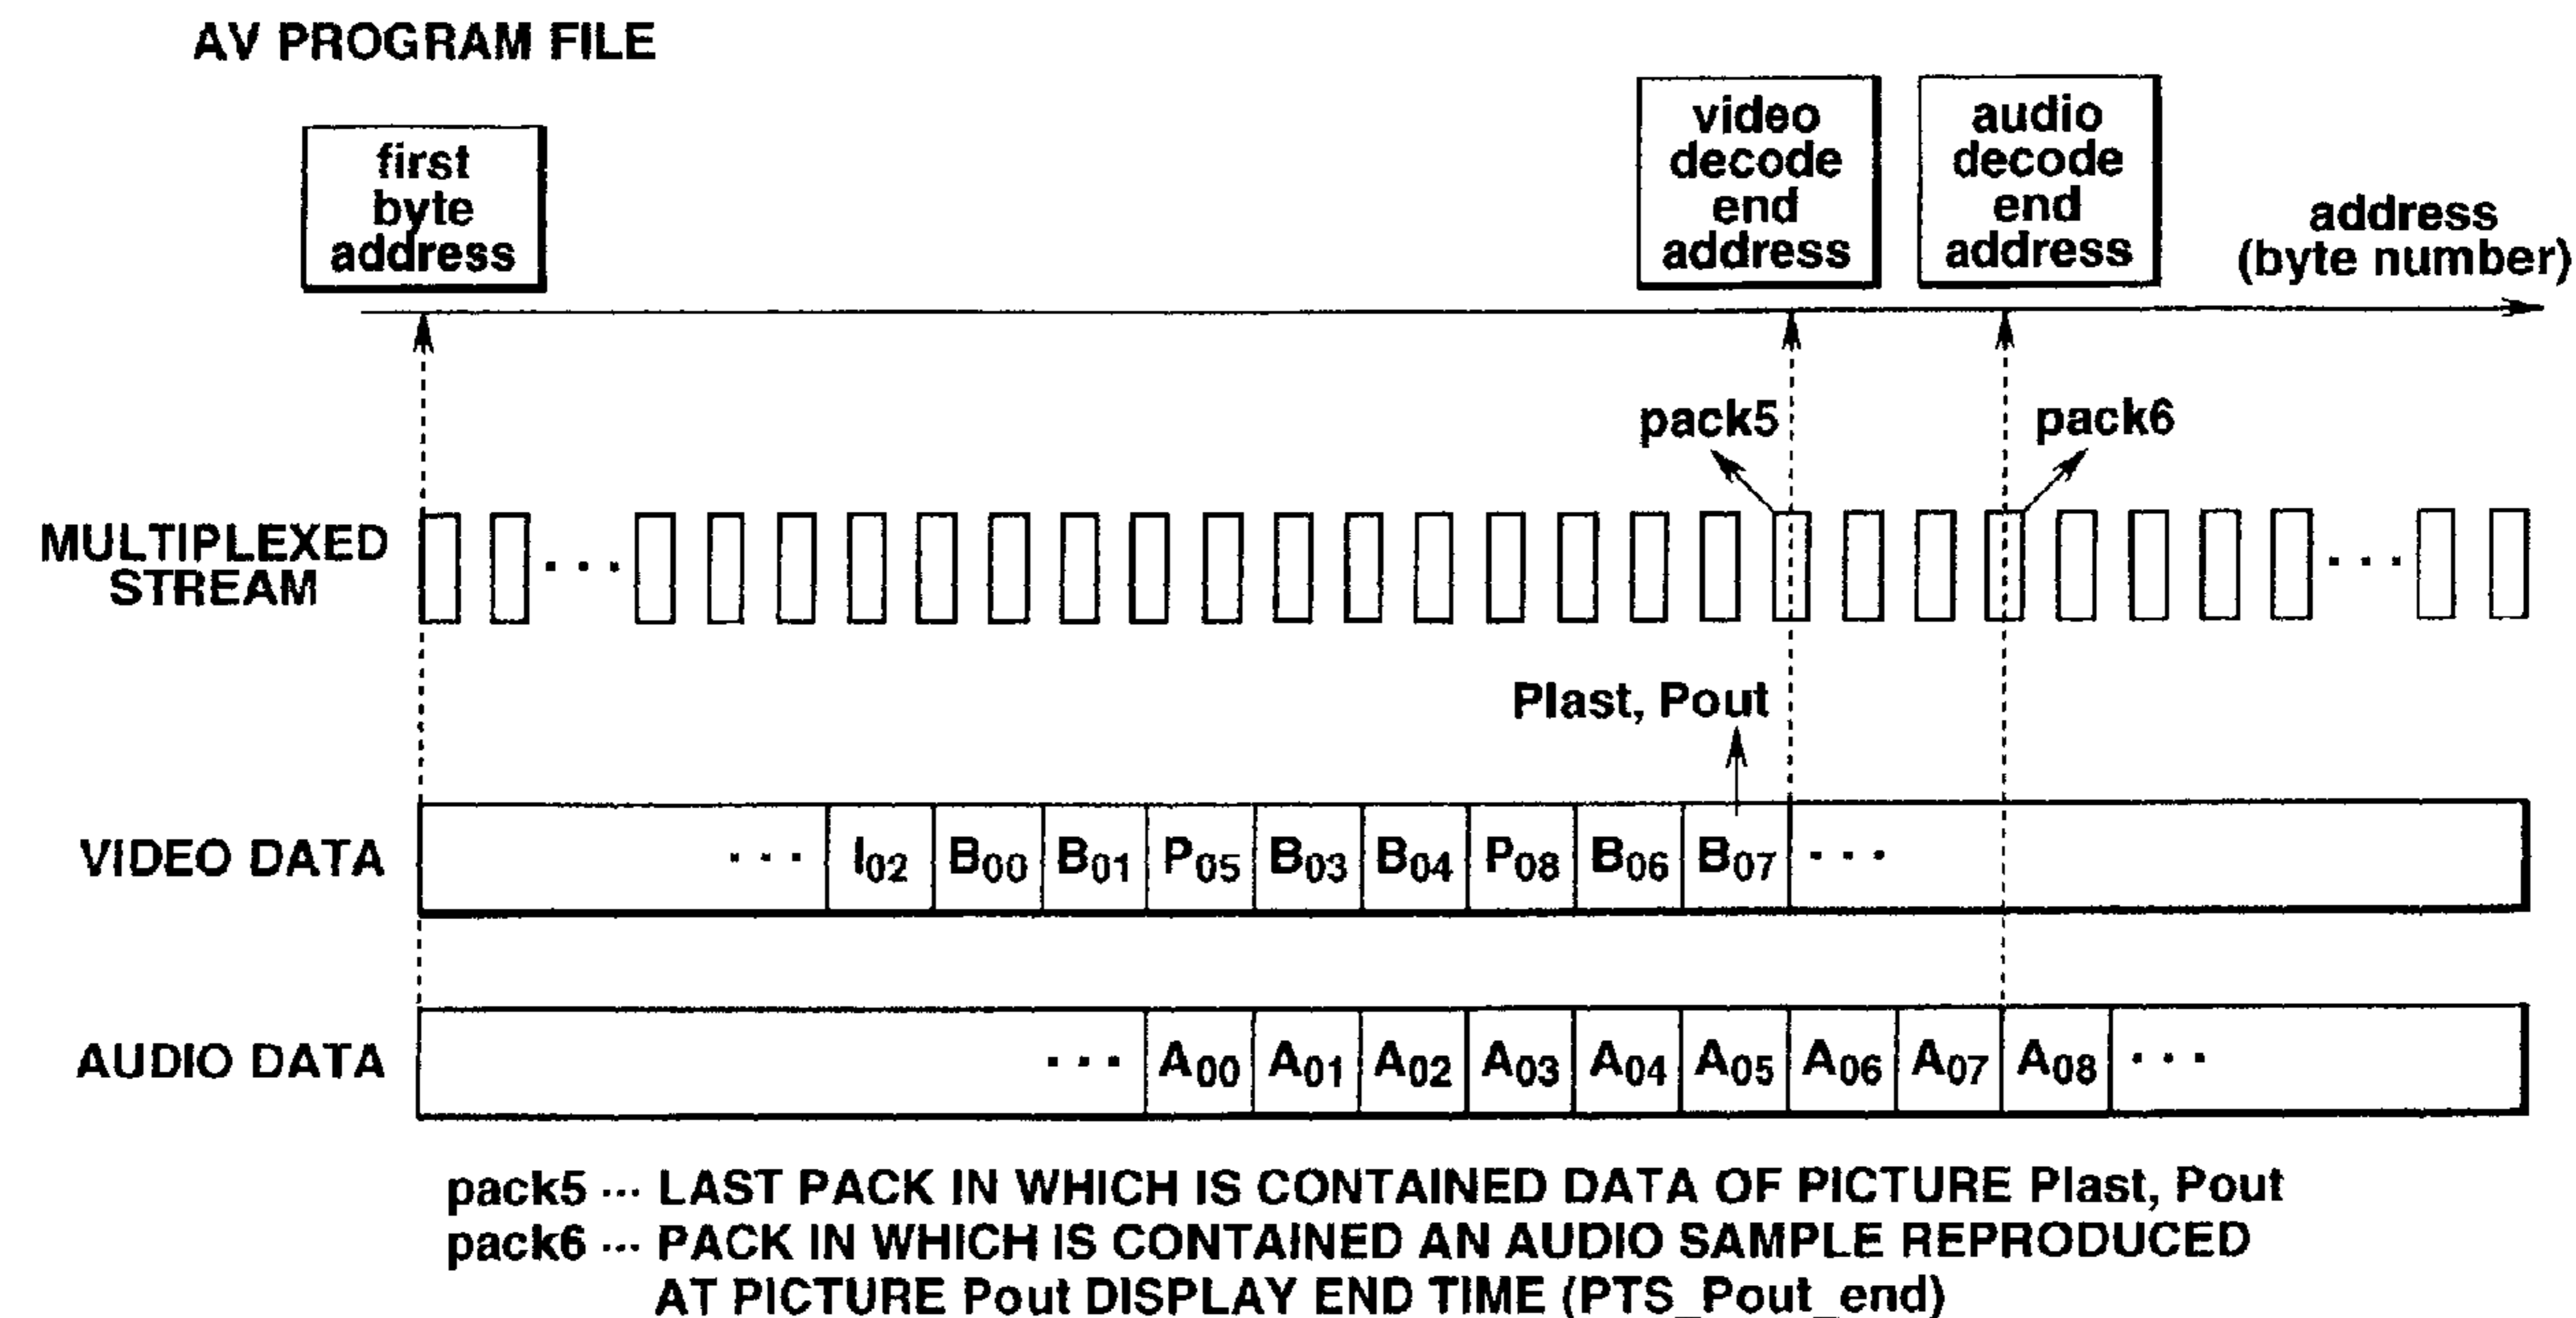 AV PROGRAM FILE
first
byte
address
video
decode
end
address
audio
decode
end
address
address
(byte number)
pack5
pack6
MULTIPLEXED
STREAM
...
...
Plast, Pout
VIDEO DATA
... I02 B00 B01 P05 B03 B04 P08 B06 B07 ...
AUDIO DATA
... A00 A01 A02 A03 A04 A05 A06 A07 A08 ...
pack5 ... LAST PACK IN WHICH IS CONTAINED DATA OF PICTURE Plast, Pout
pack6 ... PACK IN WHICH IS CONTAINED AN AUDIO SAMPLE REPRODUCED
AT PICTURE Pout DISPLAY END TIME (PTS_Pout_end)